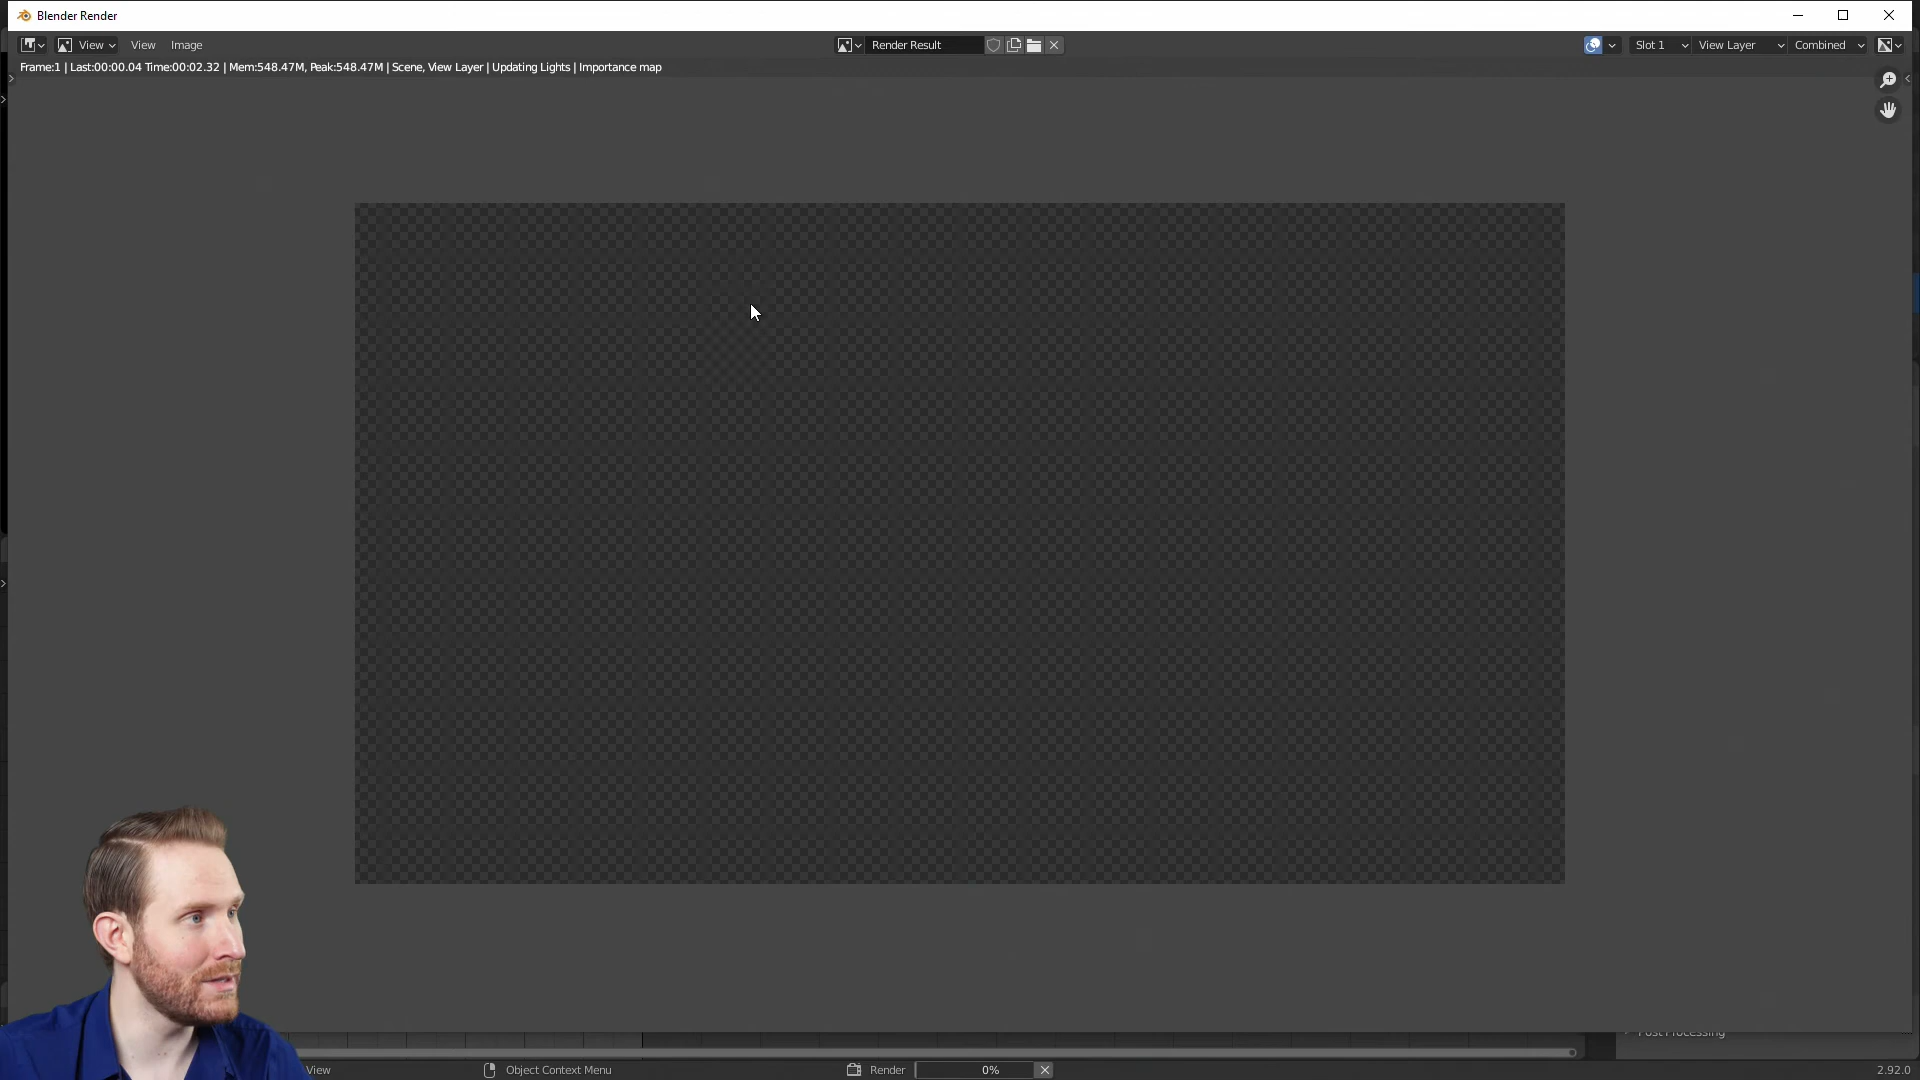 Blender Render
View View Image Render Result Slot 1 View Layer Combined
Frame:1 | Last:00:00.04 Time:00:02.32 | Mem:548.47M, Peak:548.47M | Scene, View Layer | Updating Lights | Importance map
Post Processing
View Object Context Menu Render 0% 2.92.0